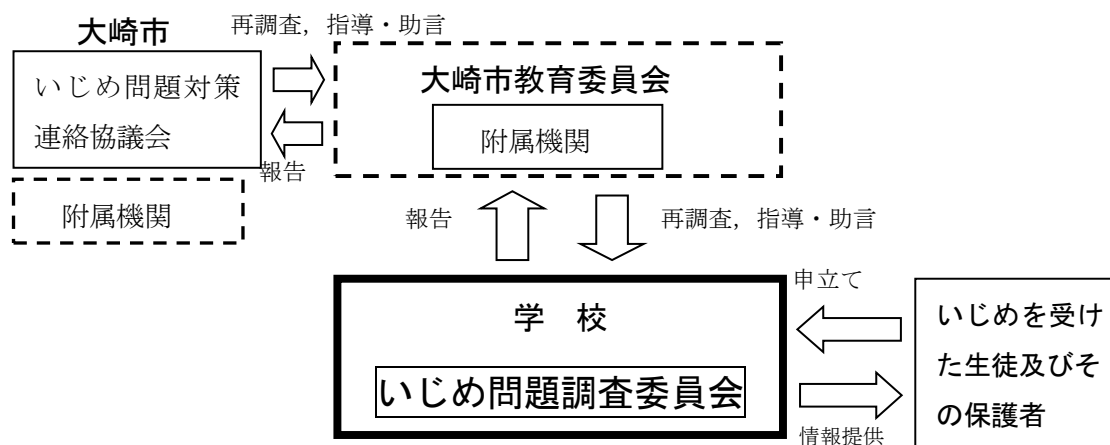 大崎市
再調査，指導・助言
いじめ問題対策
連絡協議会
報告
附属機関
大崎市教育委員会
附属機関
報告
再調査，指導・助言
学　校
いじめ問題調査委員会
申立て
情報提供
いじめを受け
た生徒及びそ
の保護者